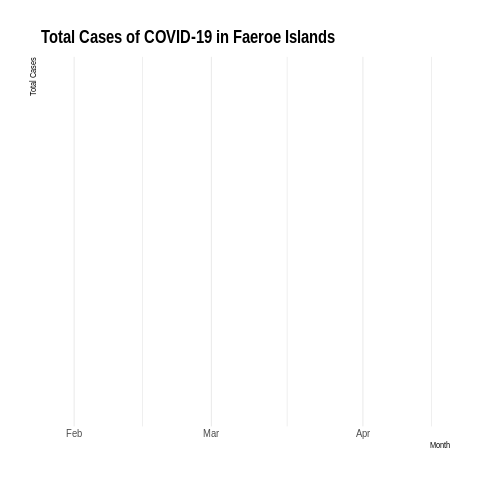 Total Cases of COVID-19 in Faeroe Islands
Total Cases
Feb Mar Apr
Month